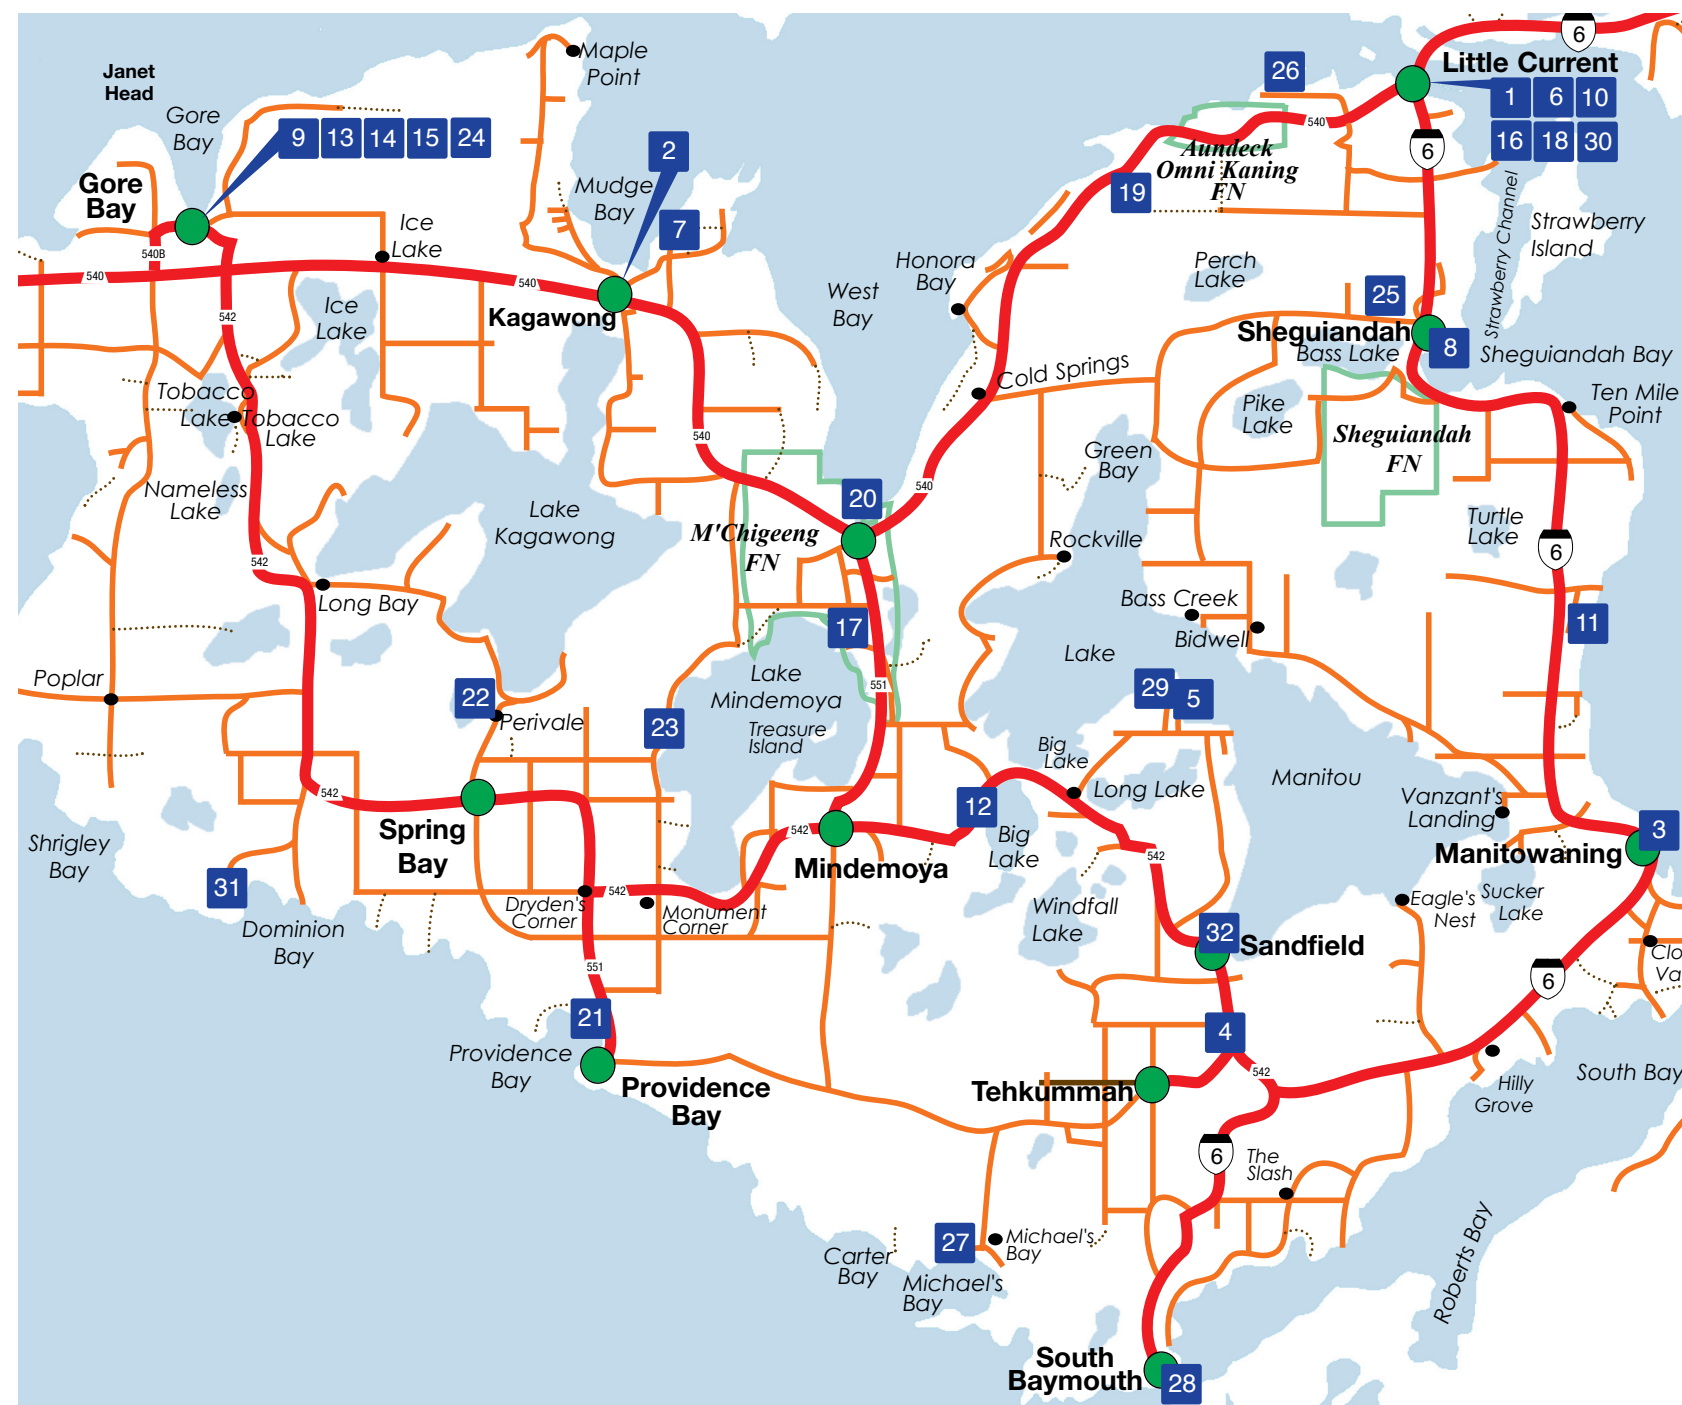 6
Maple
Point
Little Current
Janet
Head
26
1 6 10
Gore
Bay
540
9 13 14 15 24
16 18 30
6
2
Aundeck
Omni Kaning
FN
Gore
Bay
Mudge
Bay
19
Strawberry Channel
Strawberry
Island
Ice
Lake
7
540B
Honora
Bay
Perch
Lake
540
540
West
Bay
25
Ice
Lake
542
Kagawong
Sheguiandah
8
Bass Lake
Sheguiandah Bay
Cold Springs
Tobacco
Lake
Tobacco
Lake
Ten Mile
Point
Pike
Lake
Sheguiandah
FN
540
Green
Bay
Nameless
Lake
540
20
Lake
Kagawong
M'Chigeeng
FN
Turtle
Lake
Rockville
6
542
Long Bay
Bass Creek
Bidwell
17
11
Lake
Poplar
Lake
Mindemoya
551
29
5
22
Perivale
23
Treasure
Island
Big
Lake
Long Lake
Manitou
542
12
Vanzant's
Landing
Spring
Bay
542
Big
Lake
3
Shrigley
Bay
Mindemoya
542
Manitowaning
31
542
Dryden's
Corner
Monument
Corner
Windfall
Lake
Eagle's
Nest
Sucker
Lake
Dominion
Bay
32
Sandfield
Clo
Va
551
6
21
4
Providence
Bay
542
South Bay
Providence
Bay
Tehkummah
Hilly
Grove
6
The
Slash
27
Michael's
Bay
Carter
Bay
Michael's
Bay
Roberts Bay
South
Baymouth
28